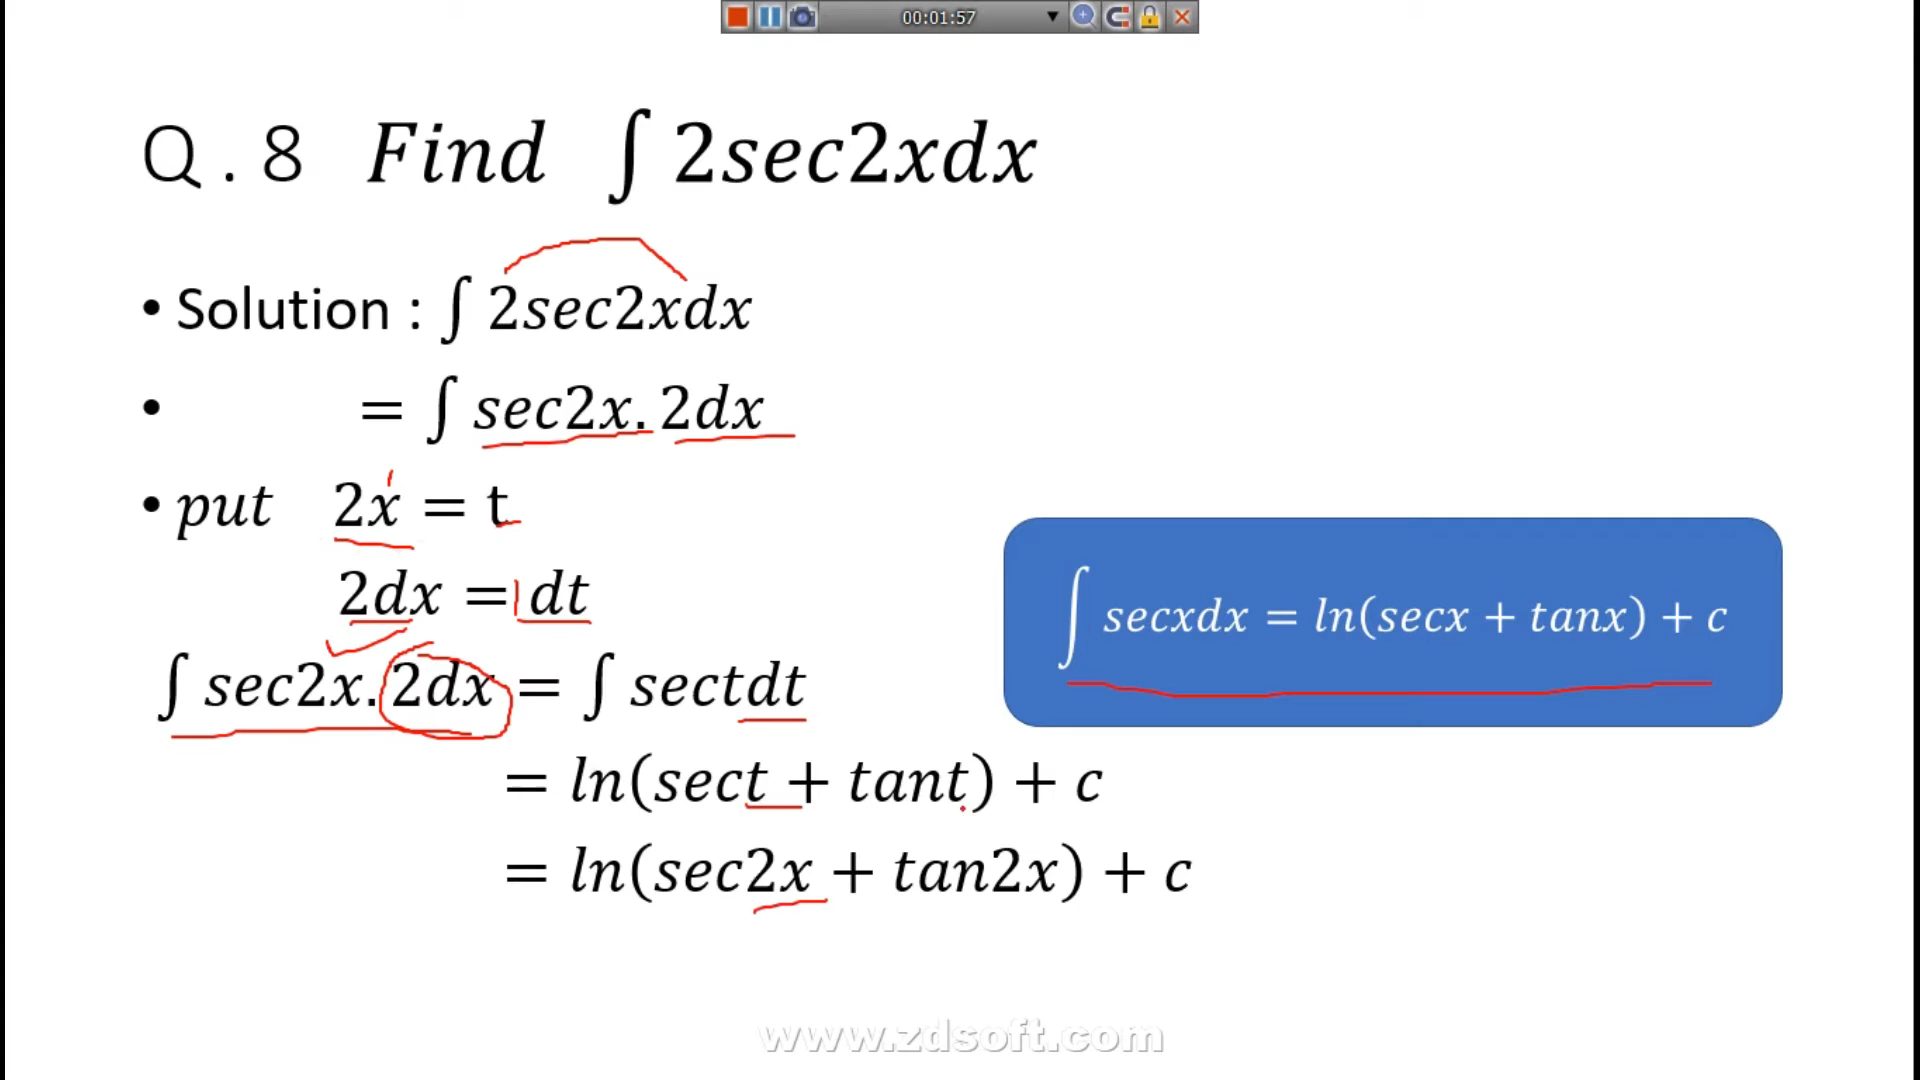 00:01:57
Q . 8 Find ∫ 2sec2xdx
• Solution : ∫ 2sec2xdx
• = ∫ sec2x. 2dx
• put 2x = t
2dx = dt
∫ secxdx = ln(secx + tanx) + c
∫ sec2x. 2dx = ∫ sectdt
= ln(sect + tant) + c
= ln(sec2x + tan2x) + c
www.zdsoft.com